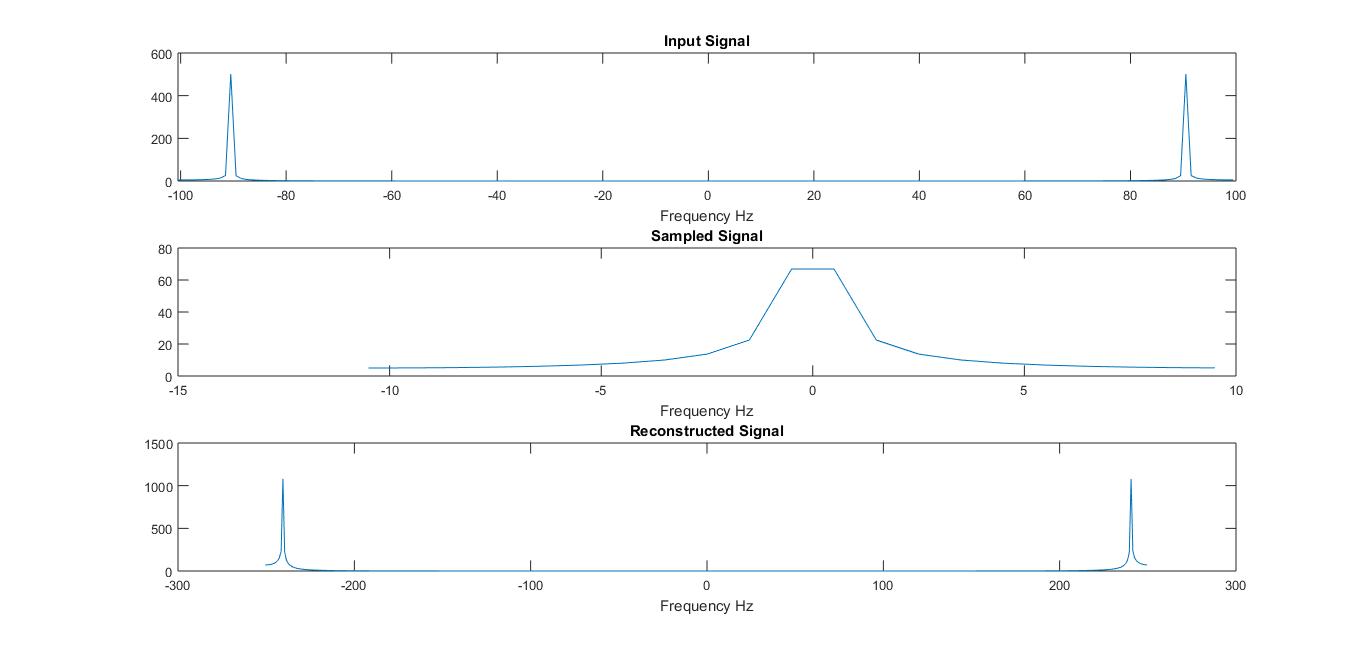 Input Signal
600
400
200
0
-100 -80 -60 -40 -20 0 20 40 60 80 100
Frequency Hz
Sampled Signal
80
60
40
20
0
-15 -10 -5 0 5 10
Frequency Hz
Reconstructed Signal
1500
1000
500
0
-300 -200 -100 0 100 200 300
Frequency Hz